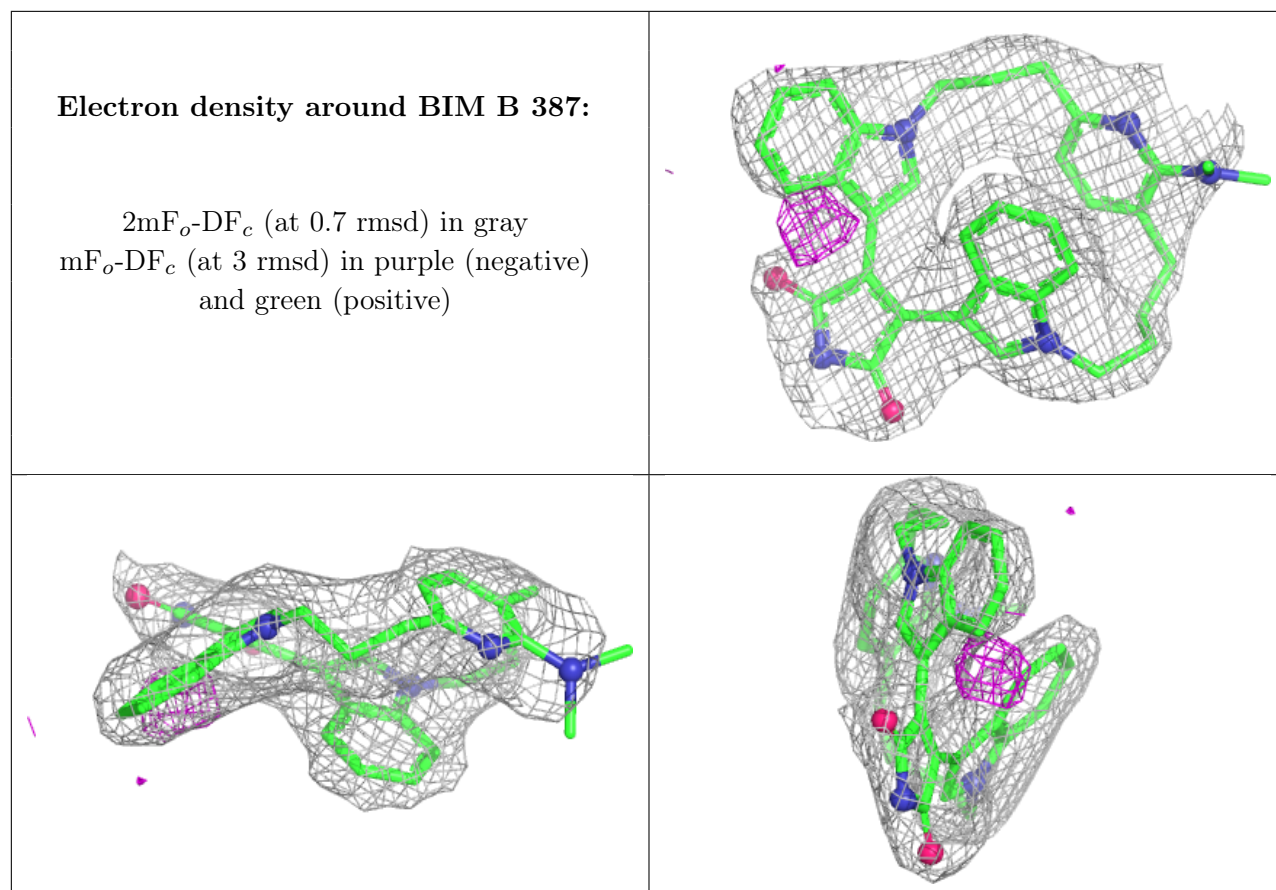 Electron density around BIM B 387:
2mFo-DFc (at 0.7 rmsd) in gray
mFo-DFc (at 3 rmsd) in purple (negative)
and green (positive)